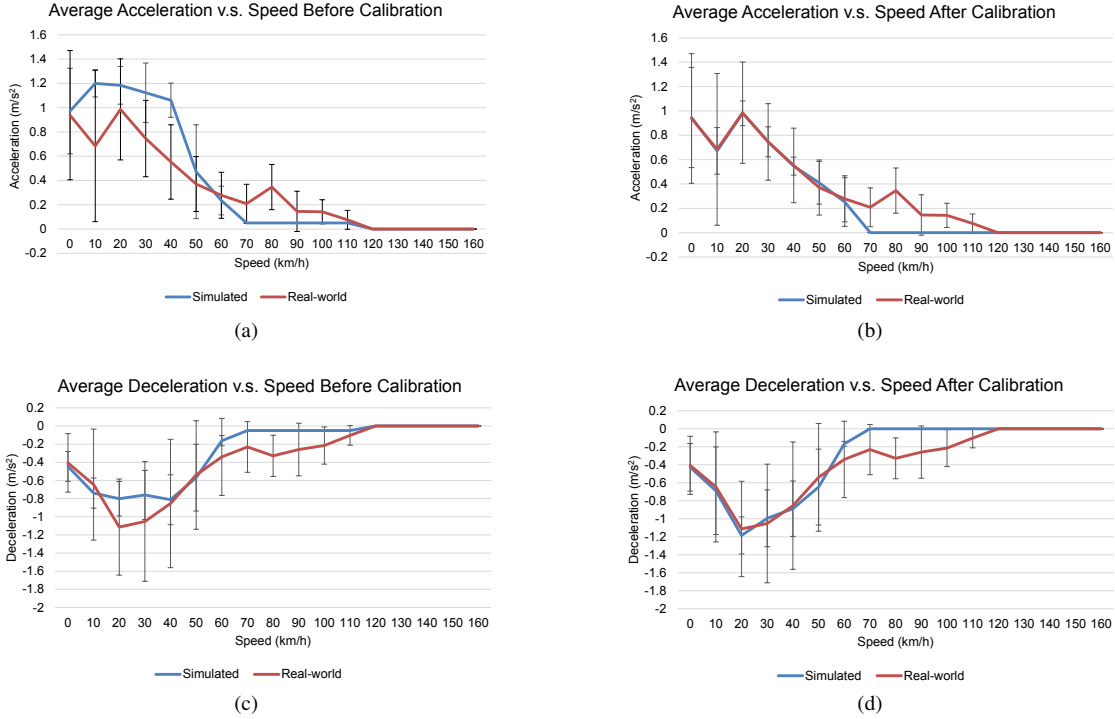 Average Acceleration v.s. Speed Before Calibration
1.6
1.4
1.2
1
0.8
0.6
0.4
0.2
0
-0.2
Acceleration (m/s²)
0 10 20 30 40 50 60 70 80 90 100 110 120 130 140 150 160
Speed (km/h)
Simulated Real-world
(a)
Average Acceleration v.s. Speed After Calibration
1.6
1.4
1.2
1
0.8
0.6
0.4
0.2
0
-0.2
Acceleration (m/s²)
0 10 20 30 40 50 60 70 80 90 100 110 120 130 140 150 160
Speed (km/h)
Simulated Real-world
(b)
Average Deceleration v.s. Speed Before Calibration
0.2
0
-0.2
-0.4
-0.6
-0.8
-1
-1.2
-1.4
-1.6
-1.8
-2
Deceleration (m/s²)
0 10 20 30 40 50 60 70 80 90 100 110 120 130 140 150 160
Speed (km/h)
Simulated Real-world
(c)
Average Deceleration v.s. Speed After Calibration
0.2
0
-0.2
-0.4
-0.6
-0.8
-1
-1.2
-1.4
-1.6
-1.8
-2
Deceleration (m/s²)
0 10 20 30 40 50 60 70 80 90 100 110 120 130 140 150 160
Speed (km/h)
Simulated Real-world
(d)